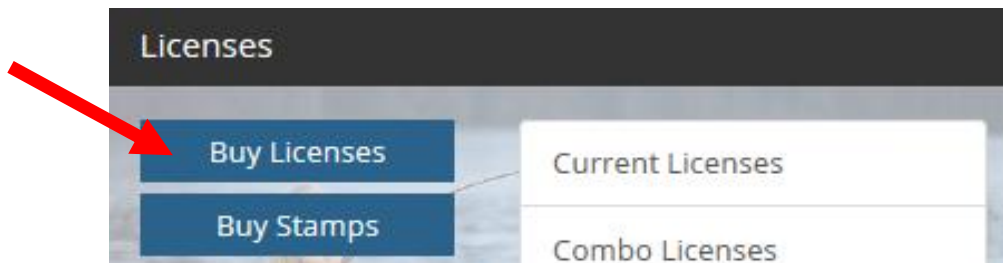 Licenses
Buy Licenses
Buy Stamps
Current Licenses
Combo Licenses